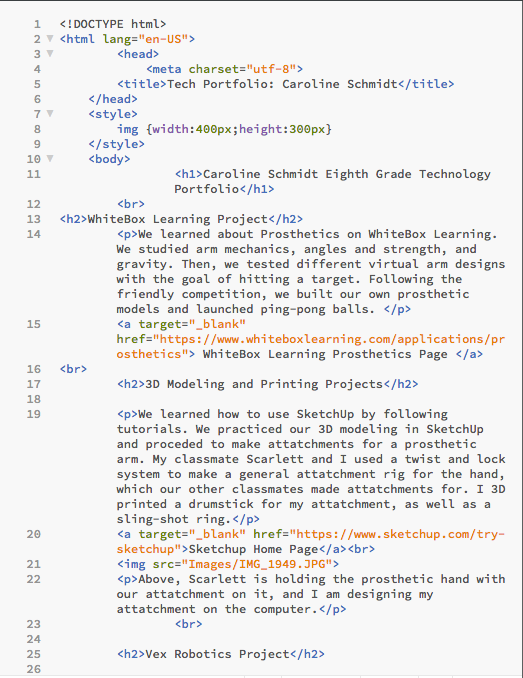 1 <!DOCTYPE html>
2 <html lang="en-US">
3 <head>
4 <meta charset="utf-8">
5 <title>Tech Portfolio: Caroline Schmidt</title>
6 </head>
7 <style>
8 img {width:400px;height:300px}
9 </style>
10 <body>
11 <h1>Caroline Schmidt Eighth Grade Technology
Portfolio</h1>
12 <br>
13 <h2>WhiteBox Learning Project</h2>
14 <p>We learned about Prosthetics on WhiteBox Learning.
We studied arm mechanics, angles and strength, and
gravity. Then, we tested different virtual arm designs
with the goal of hitting a target. Following the
friendly competition, we built our own prosthetic
models and launched ping-pong balls. </p>
15 <a target="_blank"
href="https://www.whiteboxlearning.com/applications/pr
osthetics"> WhiteBox Learning Prosthetics Page </a>
16 <br>
17 <h2>3D Modeling and Printing Projects</h2>
18
19 <p>We learned how to use SketchUp by following
tutorials. We practiced our 3D modeling in SketchUp
and proceded to make attatchments for a prosthetic
arm. My classmate Scarlett and I used a twist and lock
system to make a general attatchment rig for the hand,
which our other classmates made attatchments for. I 3D
printed a drumstick for my attatchment, as well as a
sling-shot ring.</p>
20 <a target="_blank" href="https://www.sketchup.com/try-
sketchup">Sketchup Home Page</a><br>
21 <img src="Images/IMG_1949.JPG">
22 <p>Above, Scarlett is holding the prosthetic hand with
our attatchment on it, and I am designing my
attatchment on the computer.</p>
23 <br>
24
25 <h2>Vex Robotics Project</h2>
26